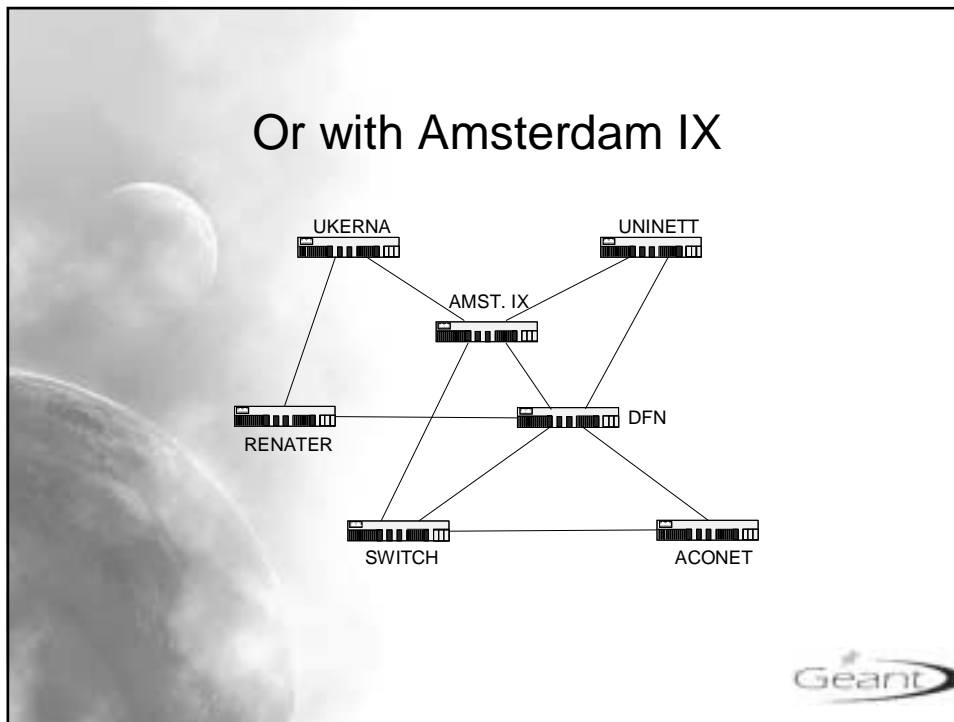 Or with Amsterdam IX
UKERNA
UNINETT
AMST. IX
DFN
RENATER
SWITCH
ACONET
Geant